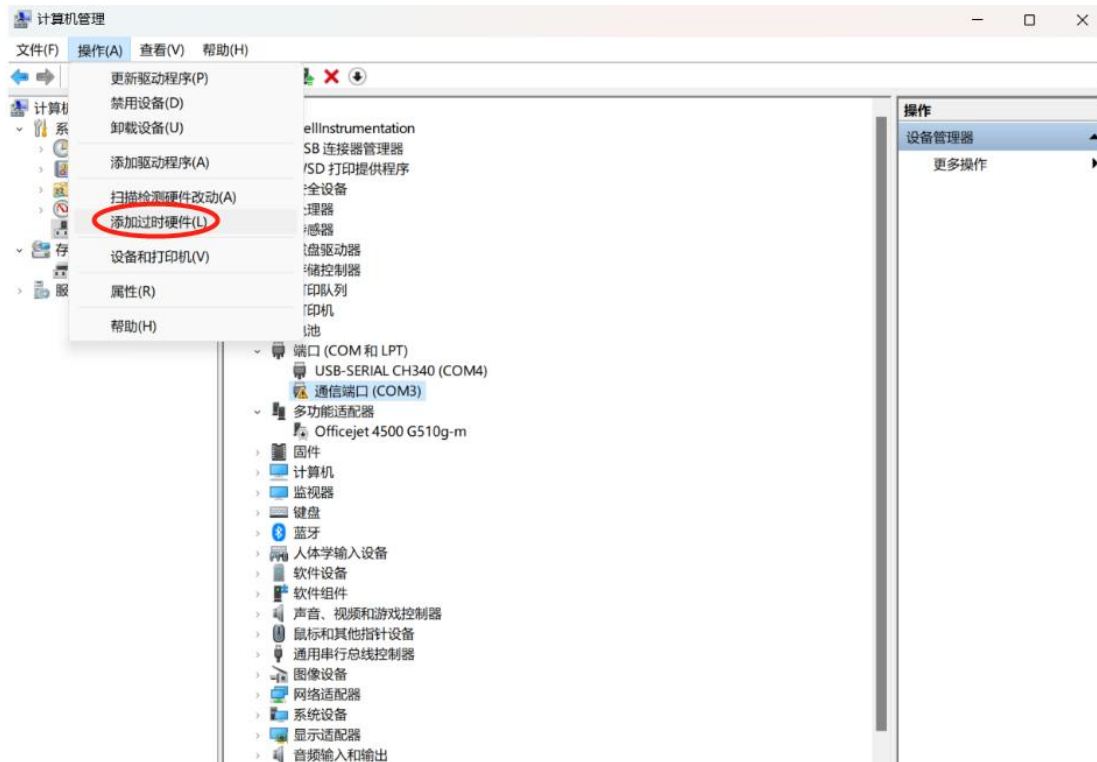 计算机管理
文件(F) 操作(A) 查看(V) 帮助(H)
更新驱动程序(P)
禁用设备(D)
卸载设备(U)
添加驱动程序(A)
扫描检测硬件改动(A)
添加过时硬件(L)
设备和打印机(V)
属性(R)
帮助(H)
计算机
系
存
服
ellInstrumentation
SB 连接器管理器
SD 打印提供程序
全设备
理器
感器
盘驱动器
储控制器
印队列
印机
池
端口 (COM 和 LPT)
USB-SERIAL CH340 (COM4)
通信端口 (COM3)
多功能适配器
Officejet 4500 G510g-m
固件
计算机
监视器
键盘
蓝牙
人体学输入设备
软件设备
软件组件
声音、视频和游戏控制器
鼠标和其他指针设备
通用串行总线控制器
图像设备
网络适配器
系统设备
显示适配器
音频输入和输出
操作
设备管理器
更多操作